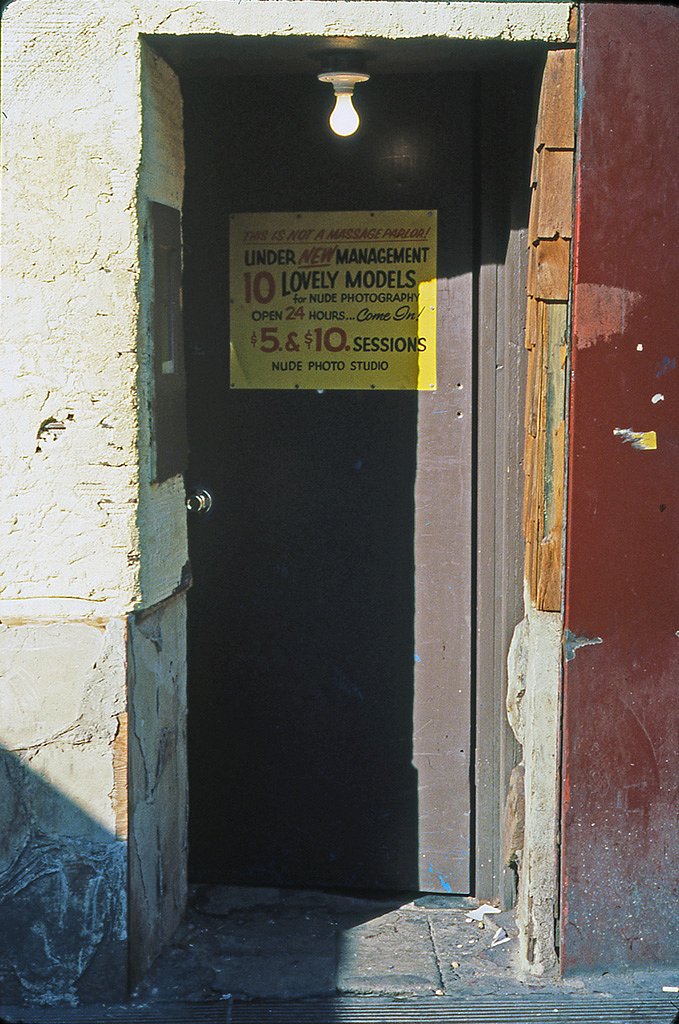 THIS IS NOT A MASSAGE PARLOR!
UNDER NEW MANAGEMENT
10 LOVELY MODELS
for NUDE PHOTOGRAPHY
OPEN 24 HOURS... Come In!
$5. & $10. SESSIONS
NUDE PHOTO STUDIO